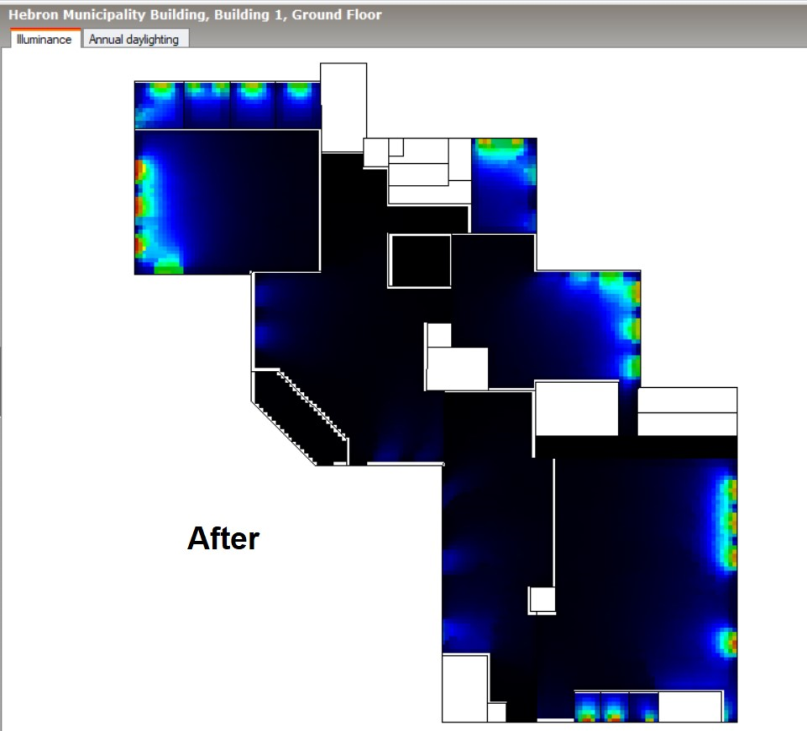 Hebron Municipality Building, Building 1, Ground Floor
Illuminance Annual daylighting
After